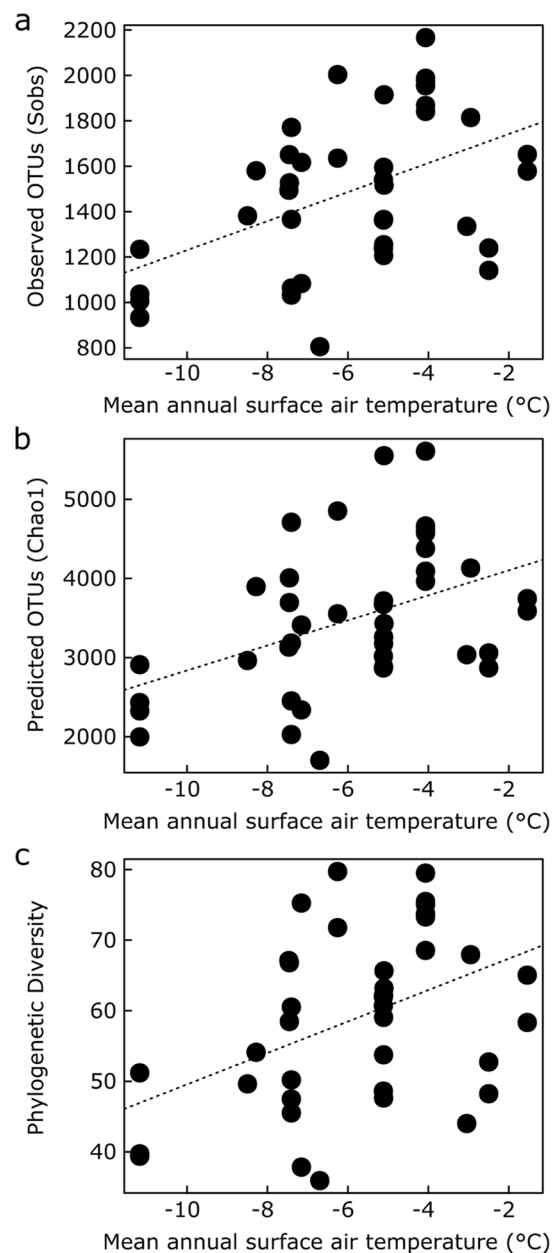 a
2200
2000
1800
1600
1400
1200
1000
800
Observed OTUs (Sobs)
-10 -8 -6 -4 -2
Mean annual surface air temperature (°C)
b
5000
4000
3000
2000
Predicted OTUs (Chao1)
-10 -8 -6 -4 -2
Mean annual surface air temperature (°C)
c
80
70
60
50
40
Phylogenetic Diversity
-10 -8 -6 -4 -2
Mean annual surface air temperature (°C)